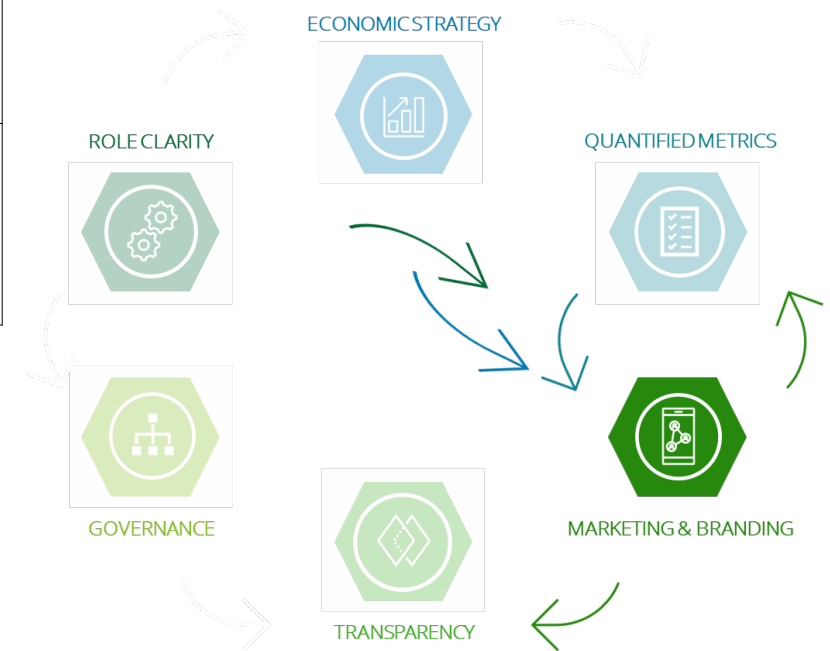 ECONOMIC STRATEGY
ROLE CLARITY
QUANTIFIED METRICS
GOVERNANCE
MARKETING & BRANDING
TRANSPARENCY